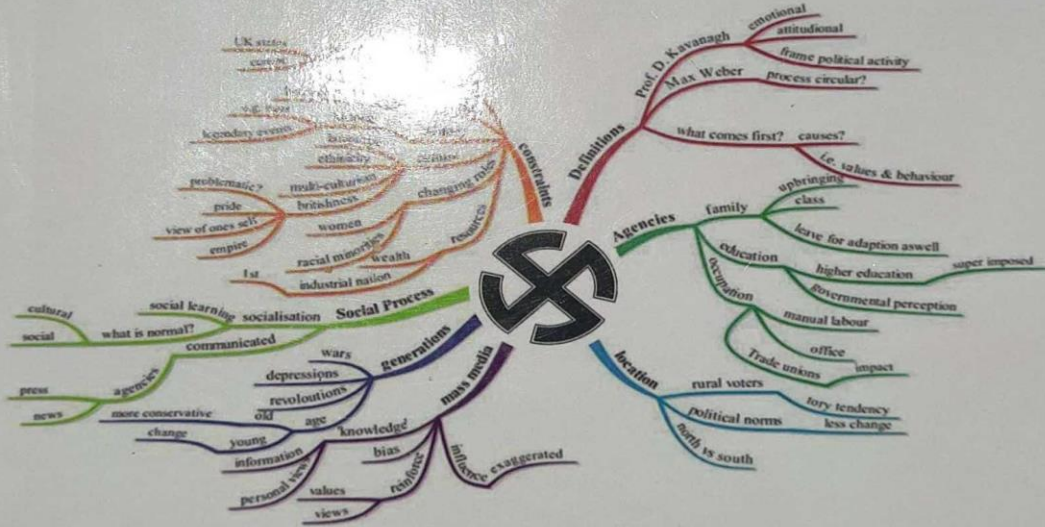 Definitions
Prof. D. Kavanagh
emotional
attitudional
frame political activity
Max Weber
process circular?
what comes first?
causes?
i.e. values & behaviour
Agencies
family
upbringing
class
leave for adaption aswell
education
higher education
super imposed
governmental perception
occupation
manual labour
office
Trade unions
impact
location
rural voters
tory tendency
political norms
less change
north vs south
mass media
knowledge
information
personal view
bias
reinforce
values
views
influence
exaggerated
generations
wars
depressions
revoloutions
age
old
more conservative
young
change
Social Process
socialisation
social learning
what is normal?
cultural
social
communicated
agencies
press
news
constraints
UK states
legendary events
ethnicity
multi-culturism
britishness
problematic?
pride
view of ones self
empire
changing roles
women
racial minorities
resources
wealth
industrial nation
1st